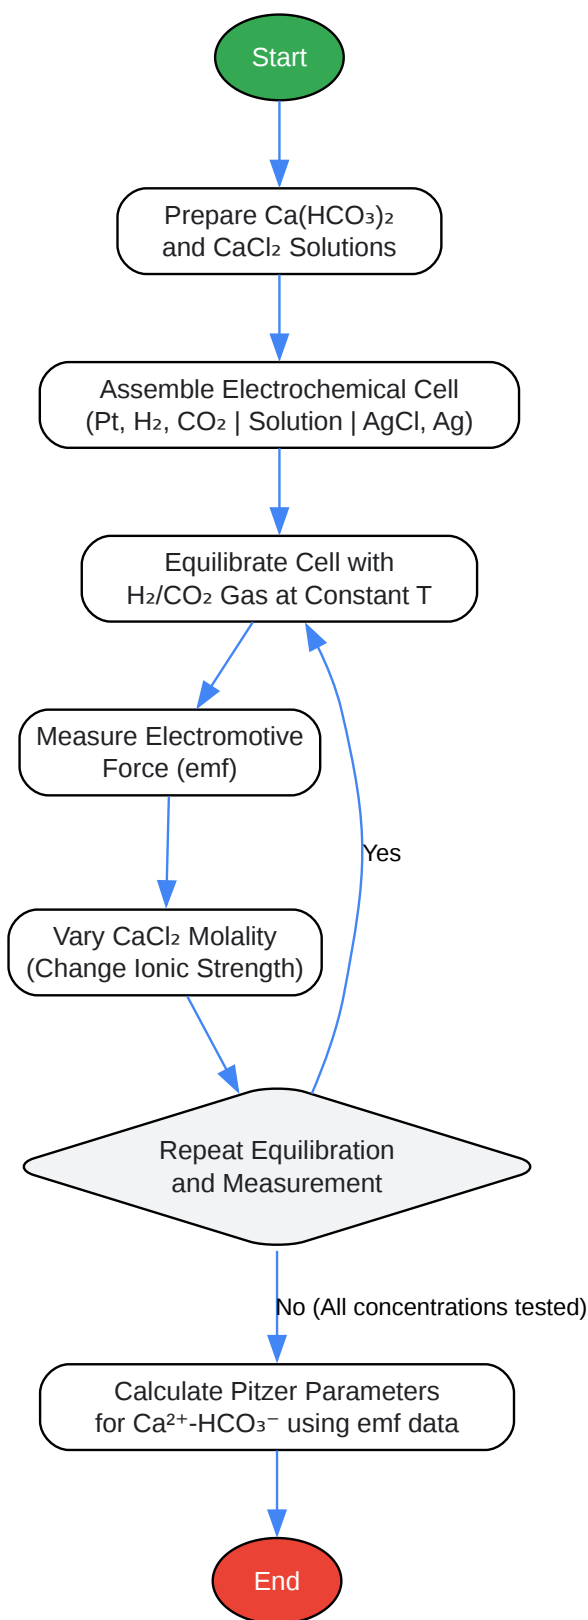 Start
Prepare Ca(HCO₃)₂
and CaCl₂ Solutions
Assemble Electrochemical Cell
(Pt, H₂, CO₂ | Solution | AgCl, Ag)
Equilibrate Cell with
H₂/CO₂ Gas at Constant T
Measure Electromotive
Force (emf)
Yes
Vary CaCl₂ Molality
(Change Ionic Strength)
Repeat Equilibration
and Measurement
No (All concentrations tested)
Calculate Pitzer Parameters
for Ca²⁺-HCO₃⁻ using emf data
End